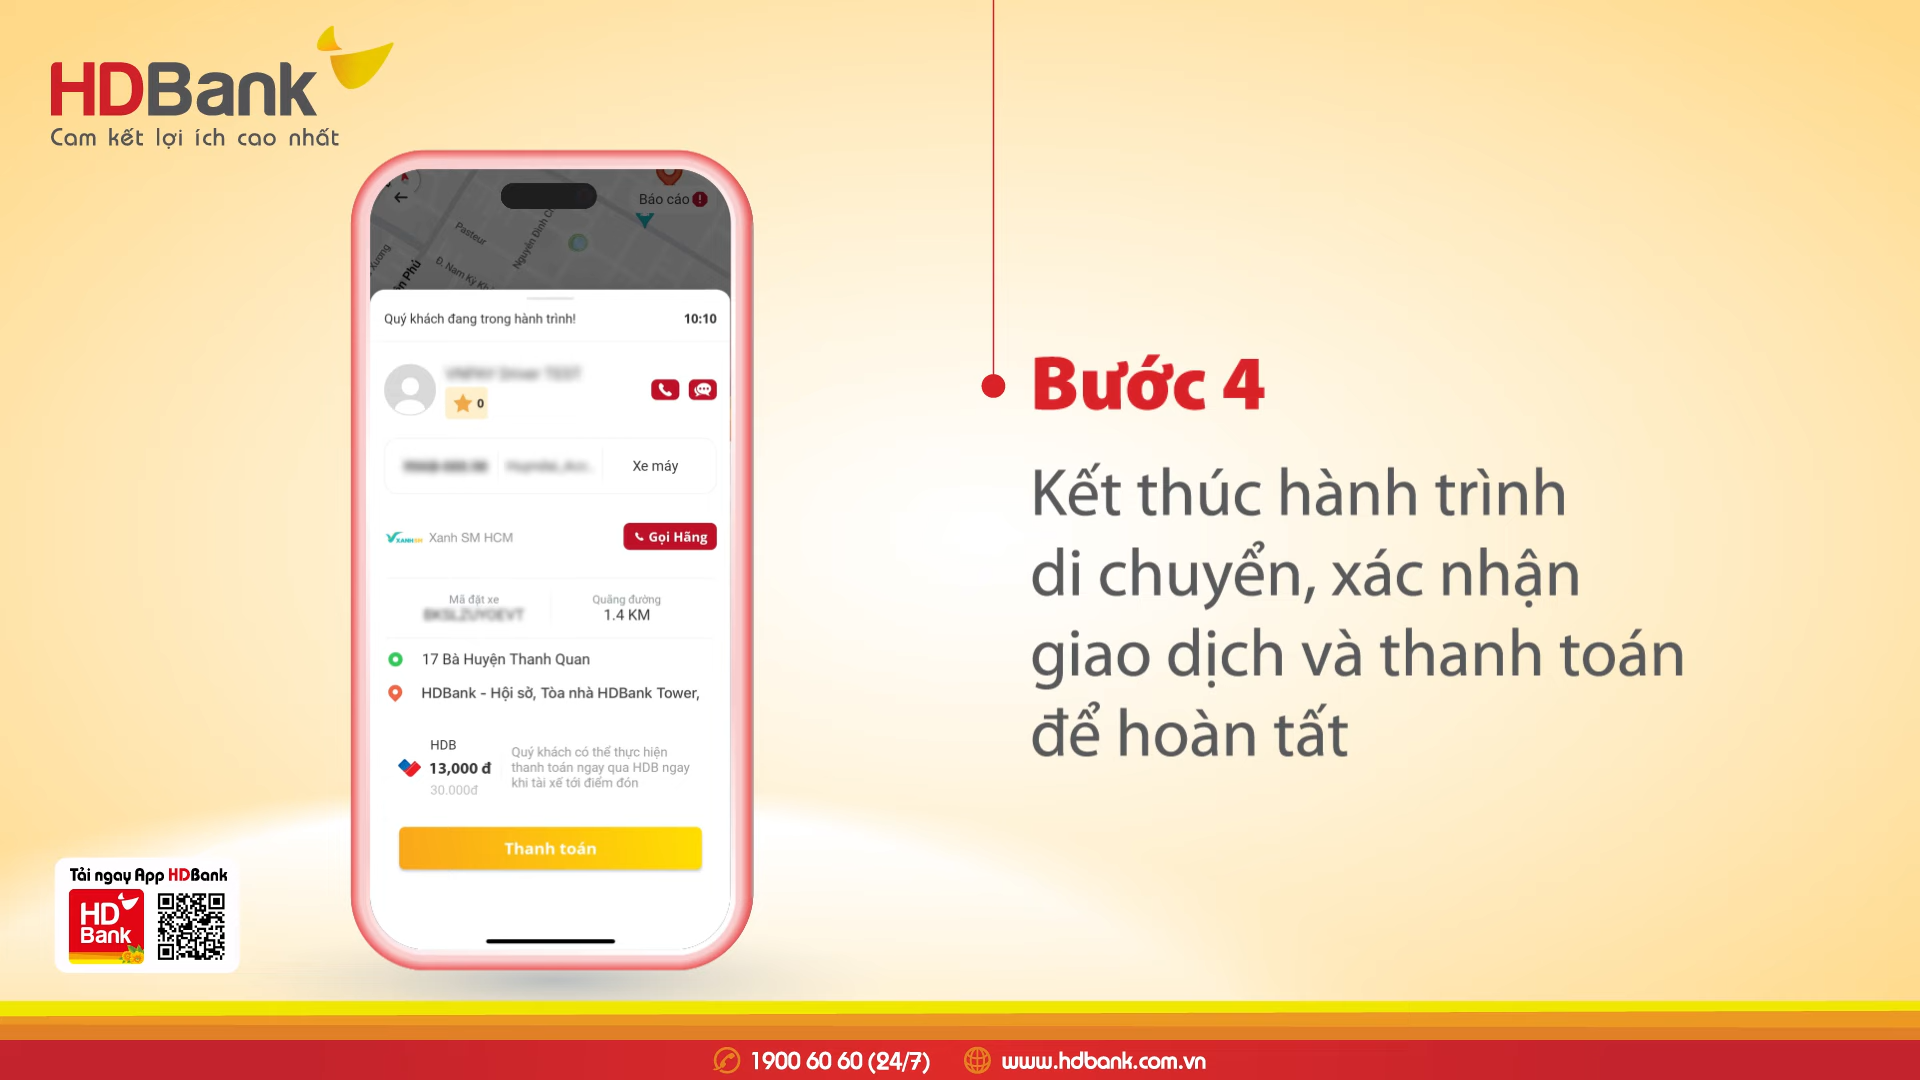 HDBank
Cam kết lợi ích cao nhất
Báo cáo
Pasteur
Quý khách đang trong hành trình!
10:10
0
Xe máy
Xanh SM HCM
Gọi Hãng
Mã đặt xe
Quãng đường
1.4 KM
17 Bà Huyện Thanh Quan
HDBank - Hội sở, Tòa nhà HDBank Tower,
HDB
13,000 đ
30.000đ
Quý khách có thể thực hiện
thanh toán ngay qua HDB ngay
khi tài xế tới điểm đón
Thanh toán
Bước 4
Kết thúc hành trình
di chuyển, xác nhận
giao dịch và thanh toán
để hoàn tất
Tải ngay App HDBank
HD
Bank
1900 60 60 (24/7)
www.hdbank.com.vn